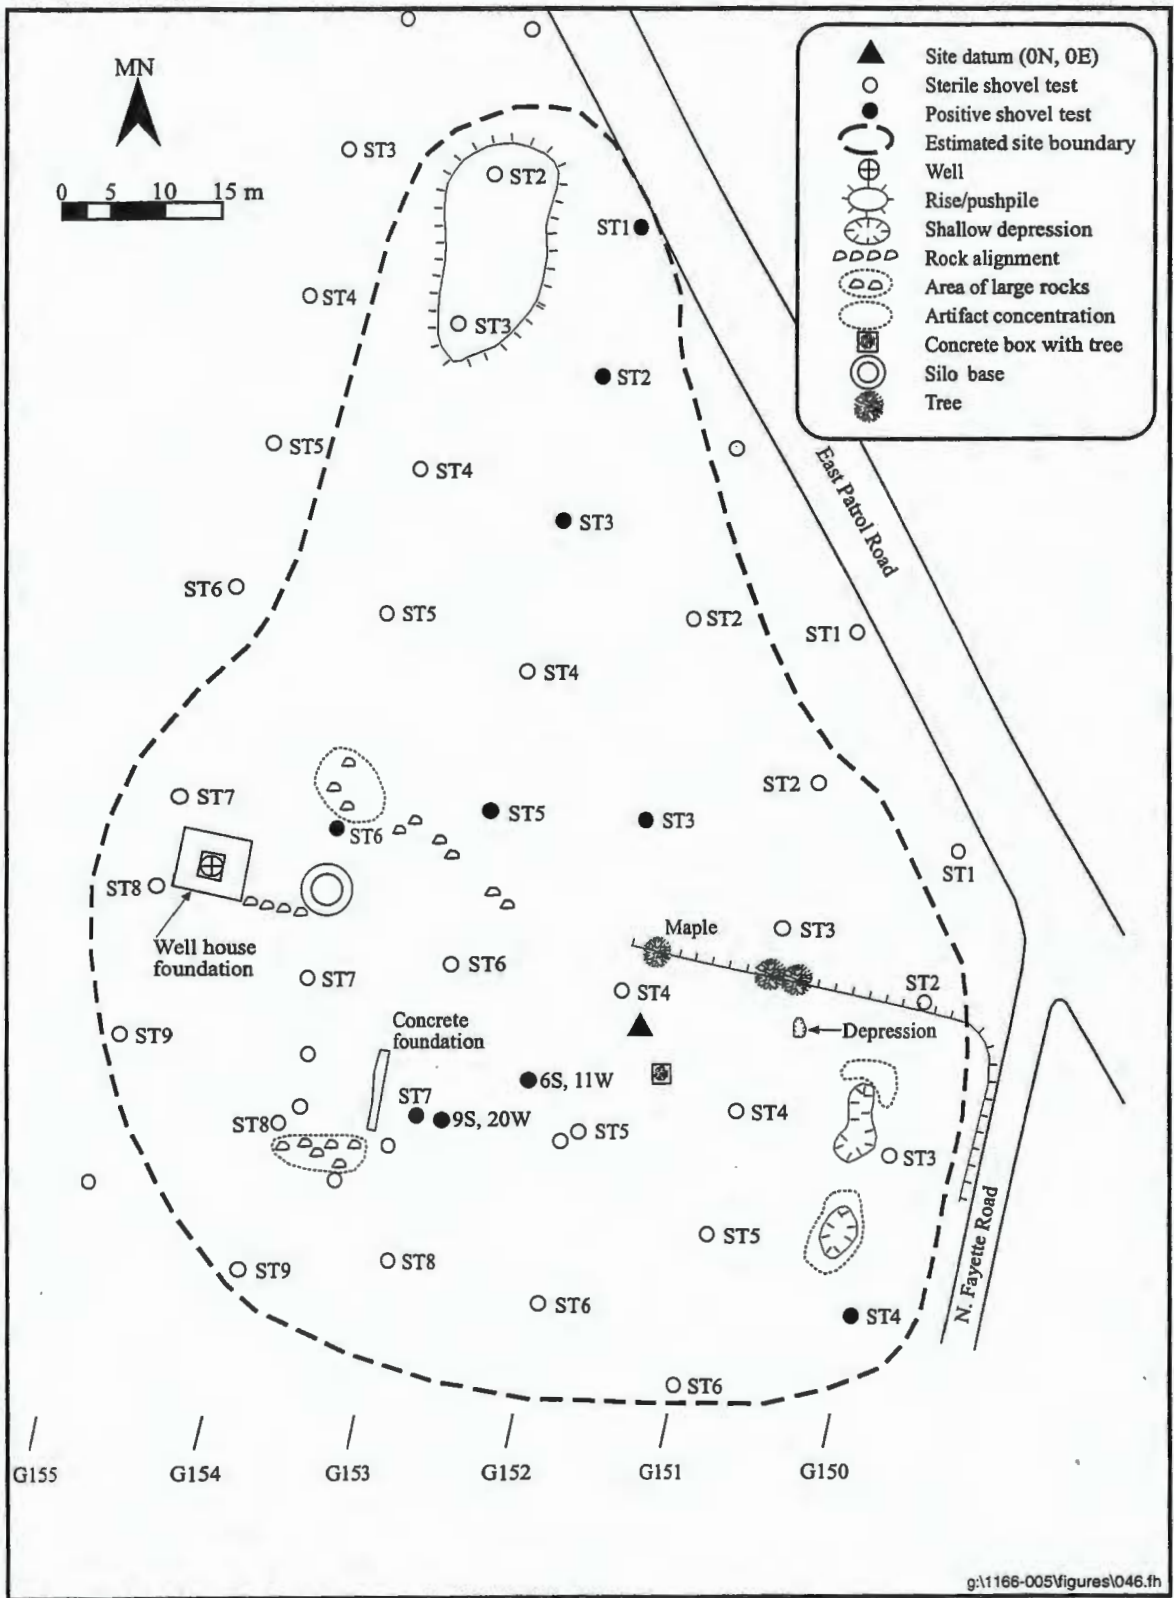 MN
0 5 10 15 m
Site datum (0N, 0E)
Sterile shovel test
Positive shovel test
Estimated site boundary
Well
Rise/pushpile
Shallow depression
Rock alignment
Area of large rocks
Artifact concentration
Concrete box with tree
Silo base
Tree
ST3
ST2
ST1
ST4
ST3
ST2
ST5
ST4
East Patrol Road
ST3
ST6
ST5
ST2
ST1
ST4
ST7
ST2
ST6
ST5
ST3
ST8
ST1
Well house
foundation
Maple
ST3
ST7
ST6
ST4
ST2
ST9
Concrete
foundation
Depression
6S, 11W
ST7
9S, 20W
ST8
ST5
ST4
ST3
ST9
ST8
ST5
N. Fayette Road
ST6
ST4
ST6
G155
G154
G153
G152
G151
G150
g:\1166-005\figures\046.fh